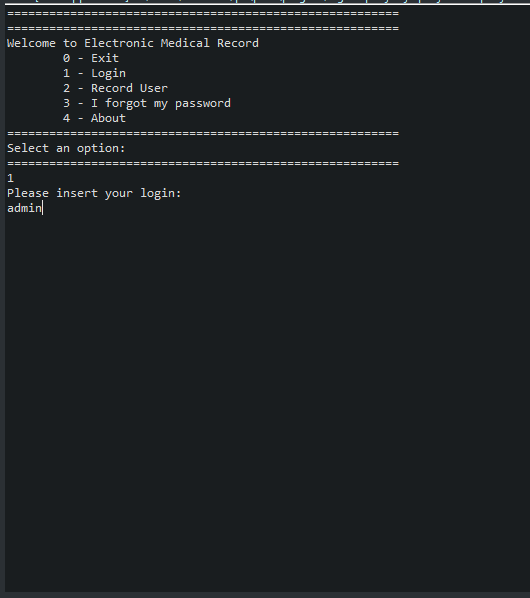 ========================================================
========================================================
Welcome to Electronic Medical Record
        0 - Exit
        1 - Login
        2 - Record User
        3 - I forgot my password
        4 - About
========================================================
Select an option:
========================================================
1
Please insert your login:
admin